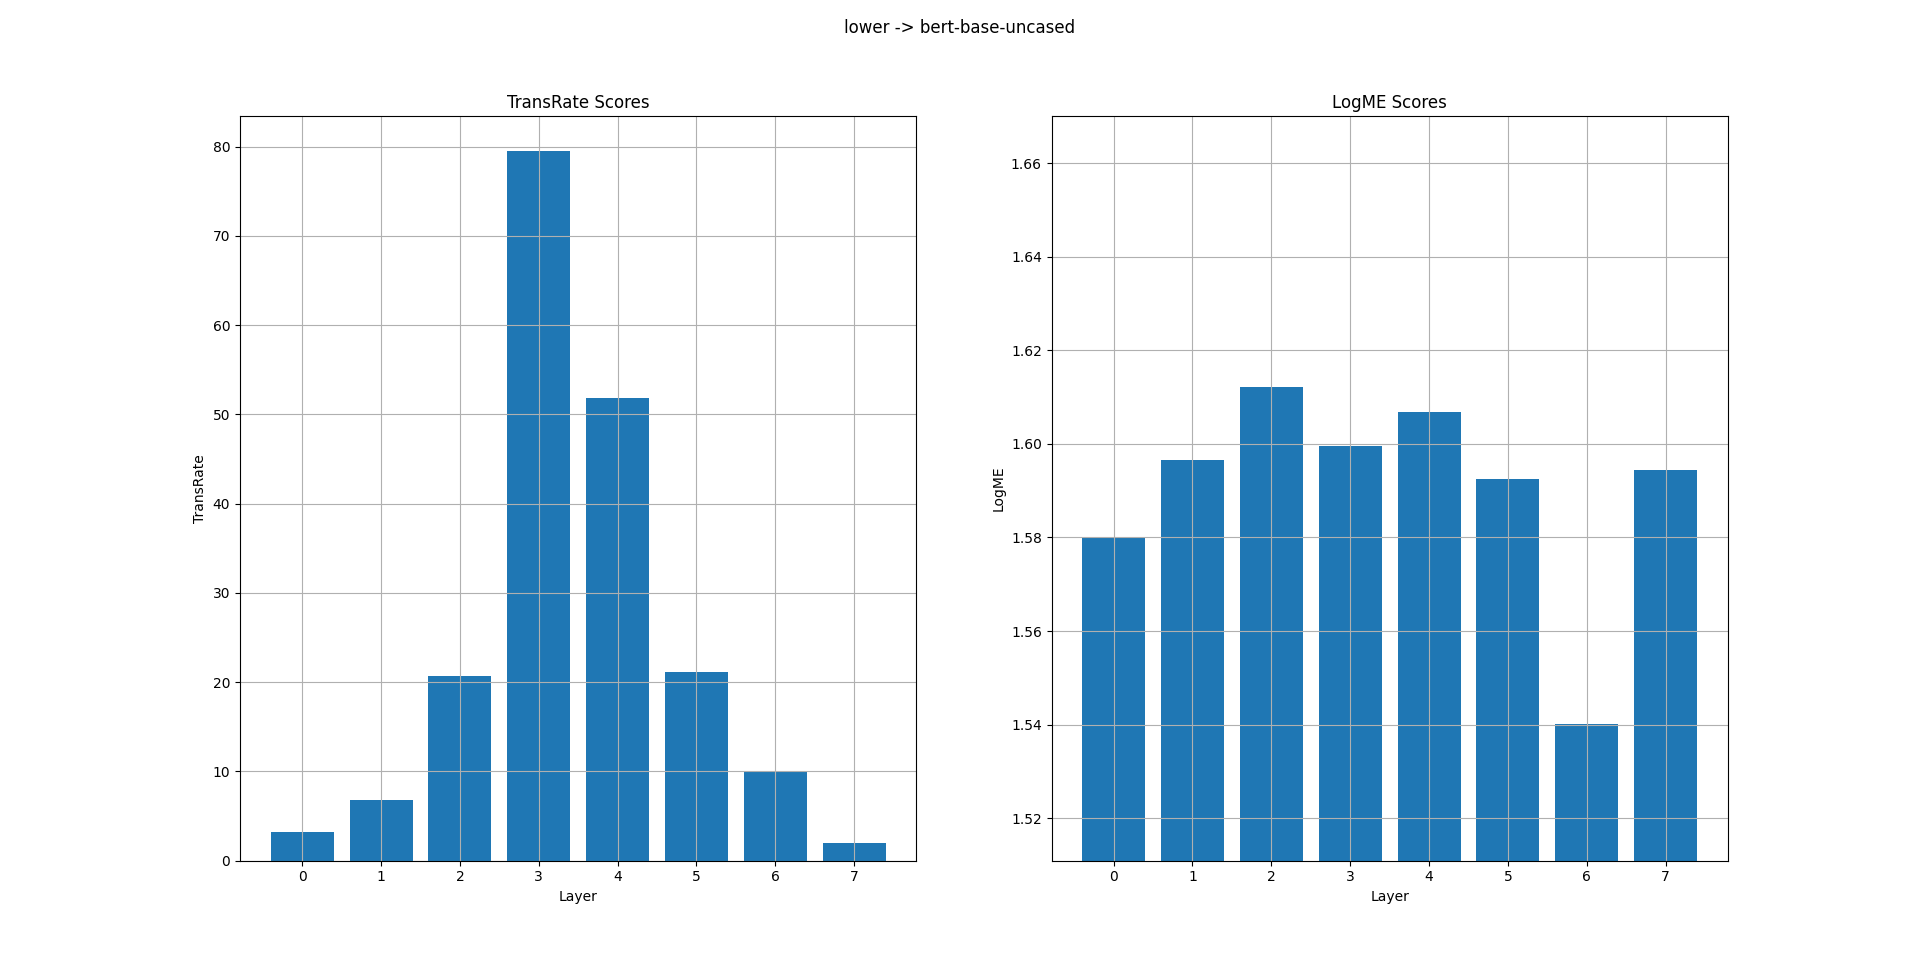 lower -> bert-base-uncased
TransRate Scores
80
70
60
50
40
30
20
10
0
TransRate
0 1 2 3 4 5 6 7
Layer
LogME Scores
1.66
1.64
1.62
1.60
1.58
1.56
1.54
1.52
LogME
0 1 2 3 4 5 6 7
Layer